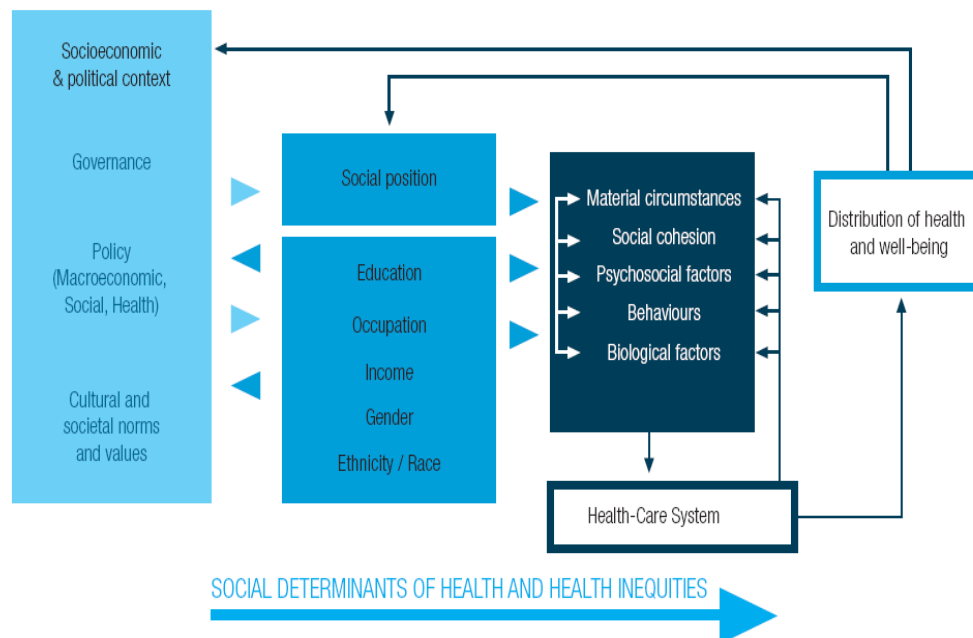 Socioeconomic
& political context
Governance
Policy
(Macroeconomic,
Social, Health)
Cultural and
societal norms
and values
Social position
Education
Occupation
Income
Gender
Ethnicity / Race
Material circumstances
Social cohesion
Psychosocial factors
Behaviours
Biological factors
Health-Care System
Distribution of health
and well-being
SOCIAL DETERMINANTS OF HEALTH AND HEALTH INEQUITIES